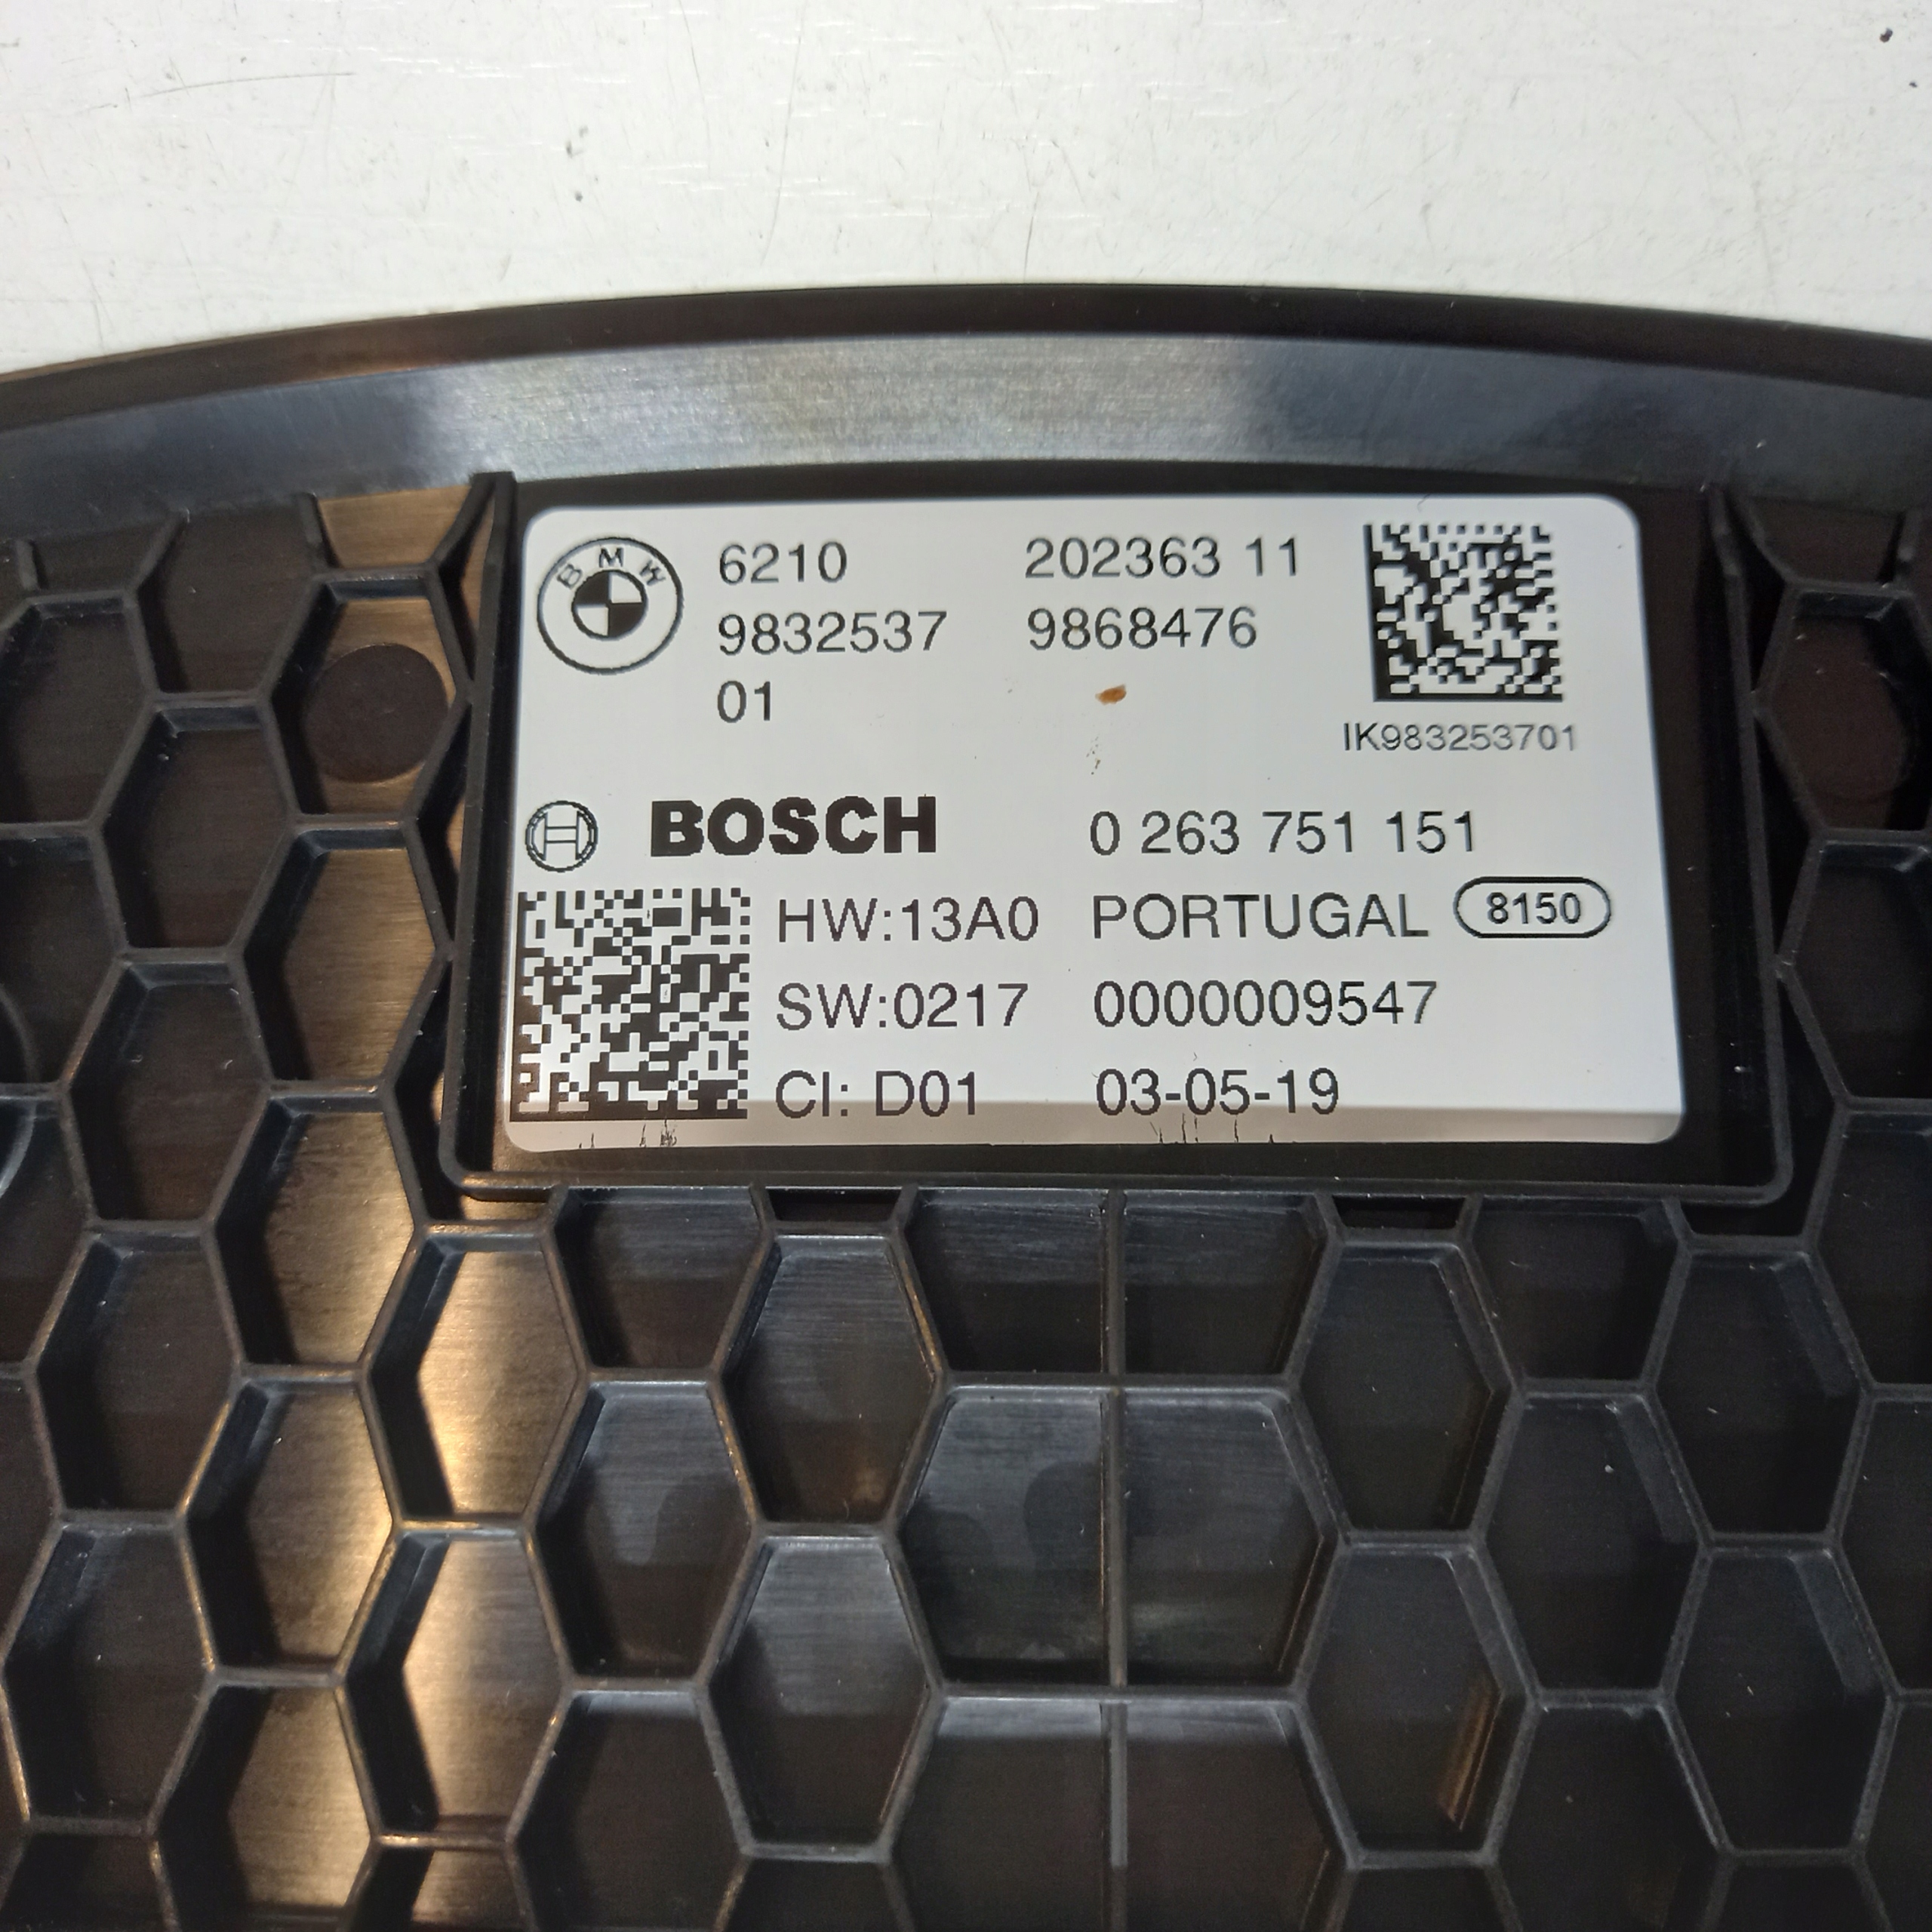 BMW
6210 202363 11
9832537 9868476
01
IK983253701
BOSCH 0 263 751 151
HW:13A0 PORTUGAL 8150
SW:0217 0000009547
CI: D01 03-05-19